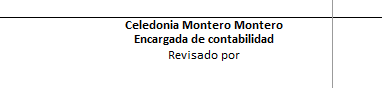 Celedonia Montero Montero
Encargada de contabilidad
Revisado por